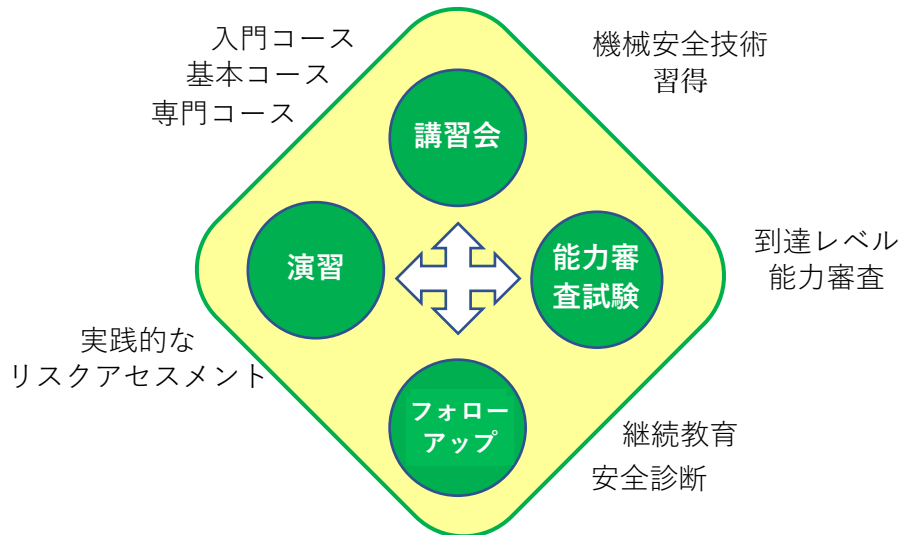 入門コース
基本コース
専門コース
機械安全技術
習得
講習会
演習
能力審
査試験
到達レベル
能力審査
実践的な
リスクアセスメント
フォロー
アップ
継続教育
安全診断